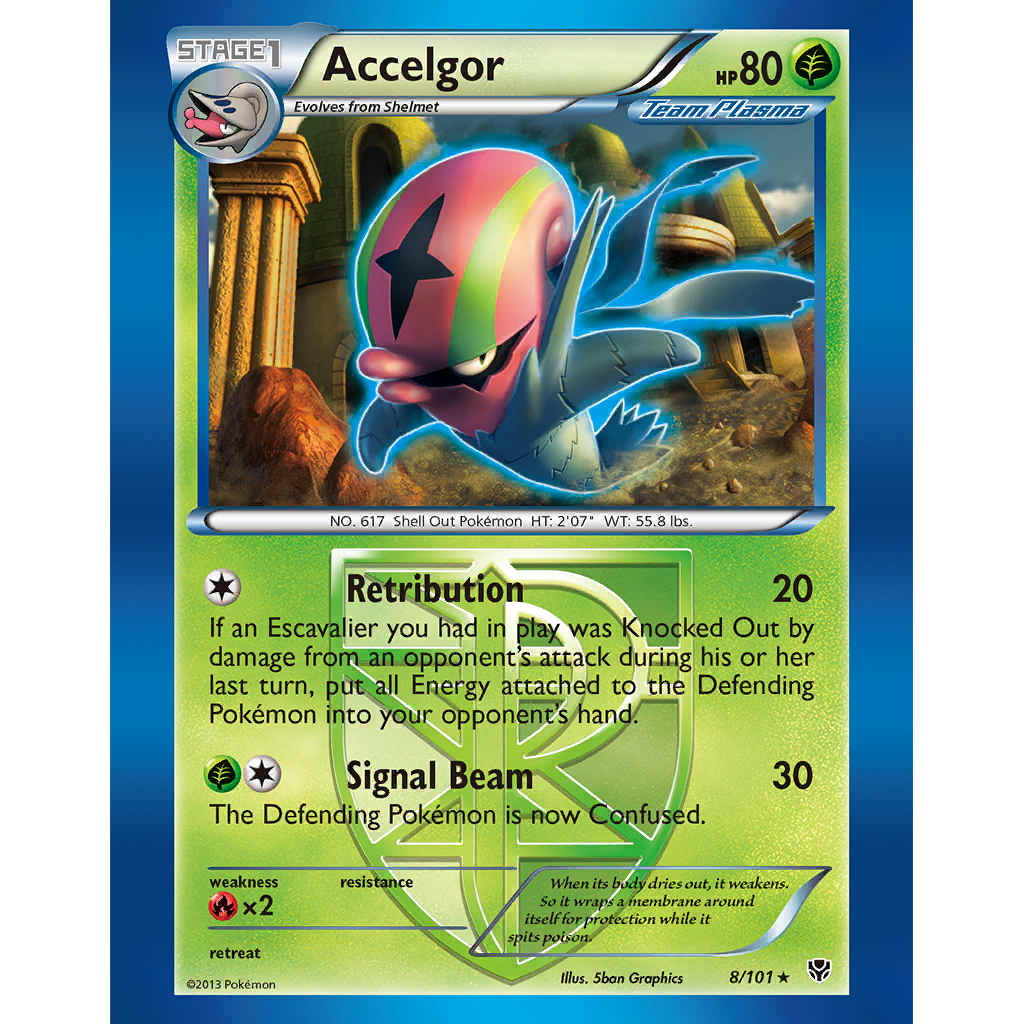 STAGE1
Accelgor
HP80
Evolves from Shelmet
Team Plasma
NO. 617 Shell Out Pokémon HT: 2'07" WT: 55.8 lbs.
Retribution 20
If an Escavalier you had in play was Knocked Out by
damage from an opponent's attack during his or her
last turn, put all Energy attached to the Defending
Pokémon into your opponent's hand.
Signal Beam 30
The Defending Pokémon is now Confused.
weakness resistance
×2
retreat
When its body dries out, it weakens.
So it wraps a membrane around
itself for protection while it
spits poison.
©2013 Pokémon
Illus. 5ban Graphics
8/101 ★